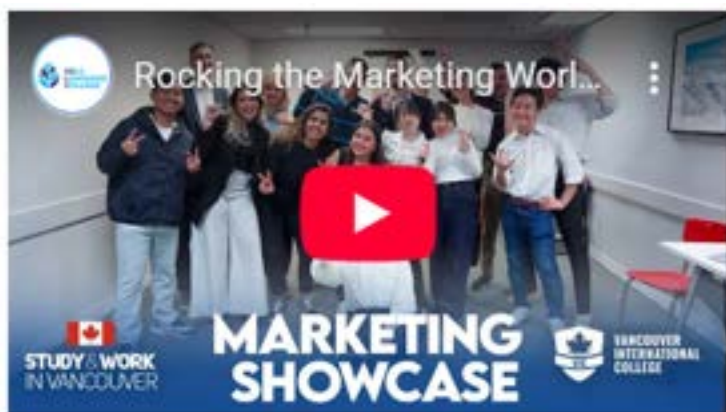 Rocking the Marketing Worl...
MARKETING
SHOWCASE
STUDY & WORK
IN VANCOUVER
VANCOUVER
INTERNATIONAL
COLLEGE